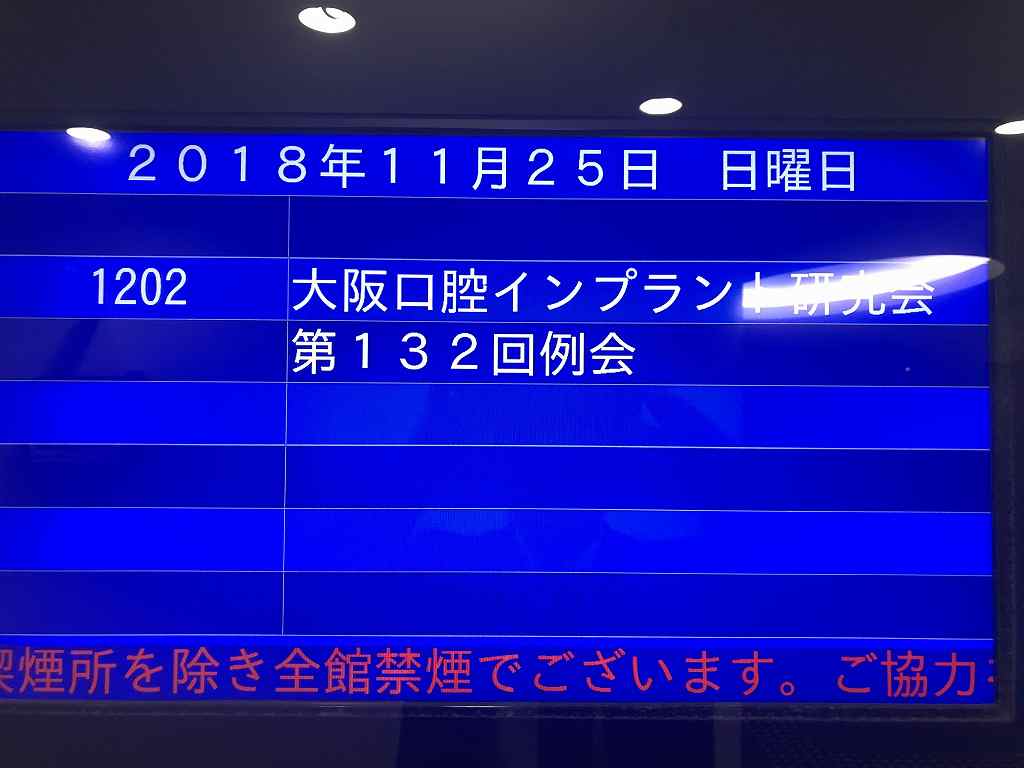 ２０１８年１１月２５日　日曜日
1202 大阪口腔インプラント研究会
第１３２回例会
喫煙所を除き全館禁煙でございます。ご協力を